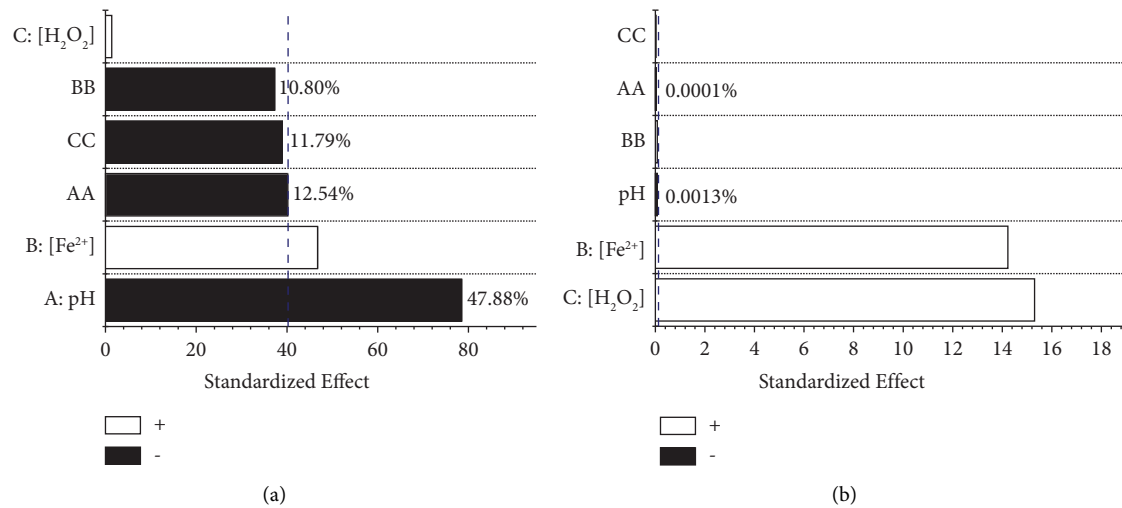 C: [H₂O₂]
BB
10.80%
CC
11.79%
AA
12.54%
B: [Fe²⁺]
A: pH
47.88%
0 20 40 60 80
Standardized Effect
+
-
(a)
CC
AA
0.0001%
BB
pH
0.0013%
B: [Fe²⁺]
C: [H₂O₂]
0 2 4 6 8 10 12 14 16 18
Standardized Effect
+
-
(b)